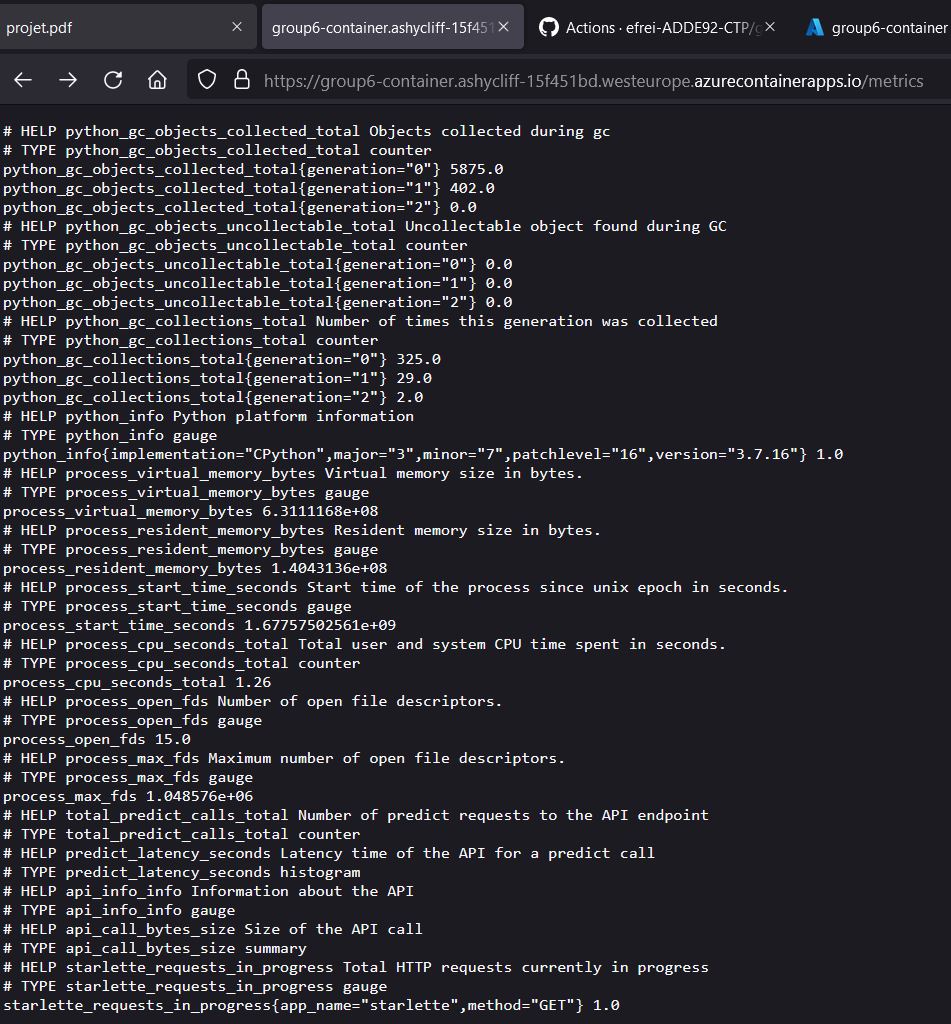 projet.pdf
group6-container.ashycliff-15f451
Actions · efrei-ADDE92-CTP/
group6-container
https://group6-container.ashycliff-15f451bd.westeurope.azurecontainerapps.io/metrics
# HELP python_gc_objects_collected_total Objects collected during gc
# TYPE python_gc_objects_collected_total counter
python_gc_objects_collected_total{generation="0"} 5875.0
python_gc_objects_collected_total{generation="1"} 402.0
python_gc_objects_collected_total{generation="2"} 0.0
# HELP python_gc_objects_uncollectable_total Uncollectable object found during GC
# TYPE python_gc_objects_uncollectable_total counter
python_gc_objects_uncollectable_total{generation="0"} 0.0
python_gc_objects_uncollectable_total{generation="1"} 0.0
python_gc_objects_uncollectable_total{generation="2"} 0.0
# HELP python_gc_collections_total Number of times this generation was collected
# TYPE python_gc_collections_total counter
python_gc_collections_total{generation="0"} 325.0
python_gc_collections_total{generation="1"} 29.0
python_gc_collections_total{generation="2"} 2.0
# HELP python_info Python platform information
# TYPE python_info gauge
python_info{implementation="CPython",major="3",minor="7",patchlevel="16",version="3.7.16"} 1.0
# HELP process_virtual_memory_bytes Virtual memory size in bytes.
# TYPE process_virtual_memory_bytes gauge
process_virtual_memory_bytes 6.3111168e+08
# HELP process_resident_memory_bytes Resident memory size in bytes.
# TYPE process_resident_memory_bytes gauge
process_resident_memory_bytes 1.4043136e+08
# HELP process_start_time_seconds Start time of the process since unix epoch in seconds.
# TYPE process_start_time_seconds gauge
process_start_time_seconds 1.67757502561e+09
# HELP process_cpu_seconds_total Total user and system CPU time spent in seconds.
# TYPE process_cpu_seconds_total counter
process_cpu_seconds_total 1.26
# HELP process_open_fds Number of open file descriptors.
# TYPE process_open_fds gauge
process_open_fds 15.0
# HELP process_max_fds Maximum number of open file descriptors.
# TYPE process_max_fds gauge
process_max_fds 1.048576e+06
# HELP total_predict_calls_total Number of predict requests to the API endpoint
# TYPE total_predict_calls_total counter
# HELP predict_latency_seconds Latency time of the API for a predict call
# TYPE predict_latency_seconds histogram
# HELP api_info_info Information about the API
# TYPE api_info_info gauge
# HELP api_call_bytes_size Size of the API call
# TYPE api_call_bytes_size summary
# HELP starlette_requests_in_progress Total HTTP requests currently in progress
# TYPE starlette_requests_in_progress gauge
starlette_requests_in_progress{app_name="starlette",method="GET"} 1.0